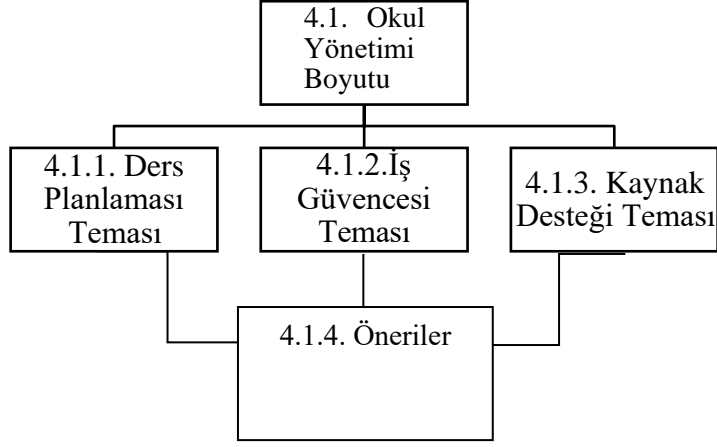 4.1. Okul
Yönetimi
Boyutu
4.1.1. Ders
Planlaması
Teması
4.1.2.İş
Güvencesi
Teması
4.1.3. Kaynak
Desteği Teması
4.1.4. Öneriler